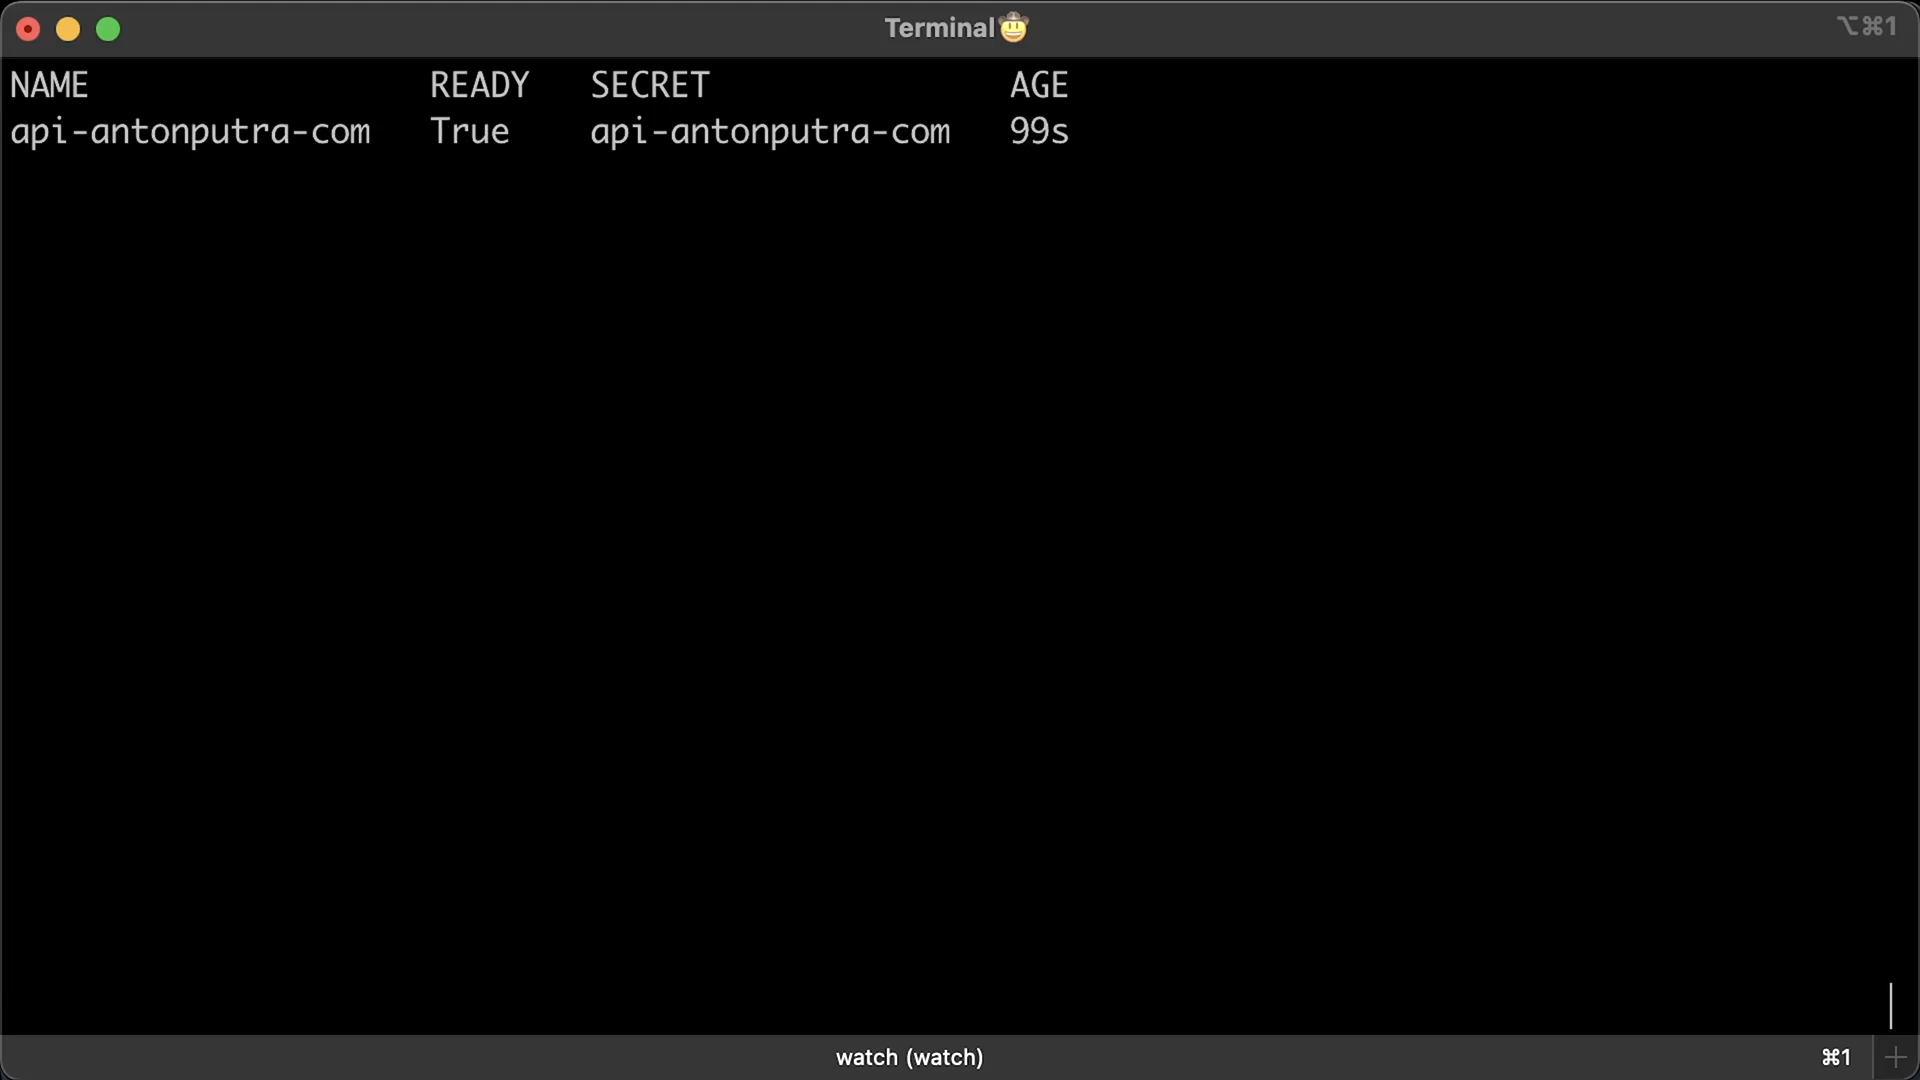 Terminal🤠
⌥⌘1
NAME READY SECRET AGE
api-antonputra-com True api-antonputra-com 99s
watch (watch)
⌘1